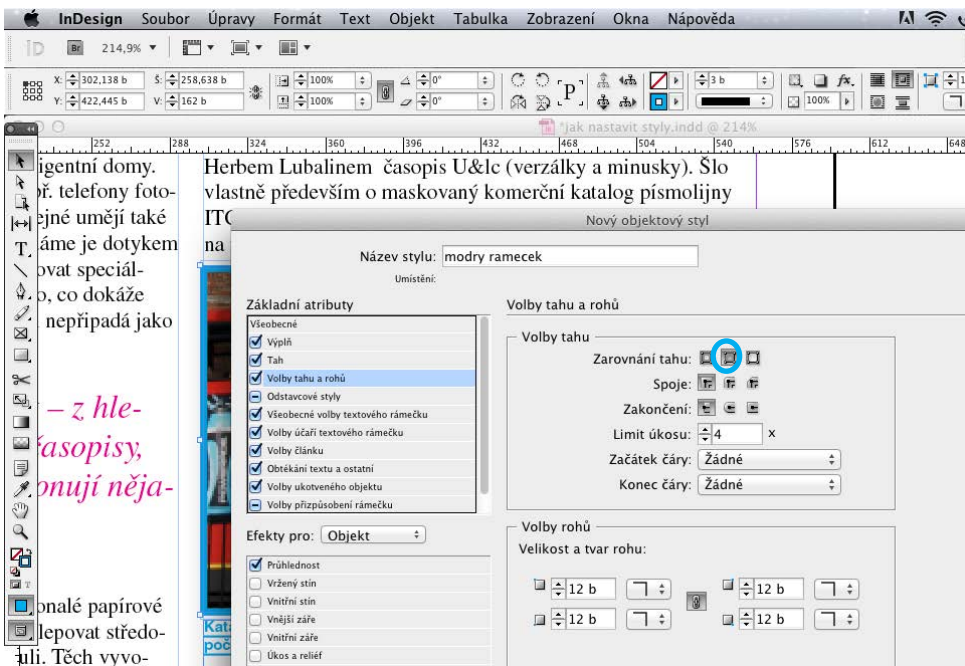 InDesign Soubor Úpravy Formát Text Objekt Tabulka Zobrazení Okna Nápověda
ID Br 214,9%
X: 302,138 b Š: 258,638 b 100% 0° P 3 b fx.
Y: 422,445 b V: 162 b 100% 0° 100%
*jak nastavit styly.indd @ 214%
252 288 324 360 396 432 468 504 540 576 612 648
igentní domy.
př. telefony foto-
ejné umějí také
áme je dotykem
ovat speciál-
o, co dokáže
nepřipadá jako
– z hle-
časopisy,
onují něja-
onalé papírové
lepovat středo-
uli. Těch vyvo-
Herbem Lubalinem časopis U&lc (verzálky a minusky). Šlo
vlastně především o maskovaný komerční katalog písmolijny
ITC
na
Kata
poč
Nový objektový styl
Název stylu: modry ramecek
Umístění:
Základní atributy
Všeobecné
Výplň
Tah
Volby tahu a rohů
Odstavcové styly
Všeobecné volby textového rámečku
Volby účaří textového rámečku
Volby článku
Obtékání textu a ostatní
Volby ukotveného objektu
Volby přizpůsobení rámečku
Efekty pro: Objekt
Průhlednost
Vržený stín
Vnitřní stín
Vnější záře
Vnitřní záře
Úkos a reliéf
Volby tahu a rohů
Volby tahu
Zarovnání tahu:
Spoje:
Zakončení:
Limit úkosu: 4 x
Začátek čáry: Žádné
Konec čáry: Žádné
Volby rohů
Velikost a tvar rohu:
12 b 12 b
12 b 12 b